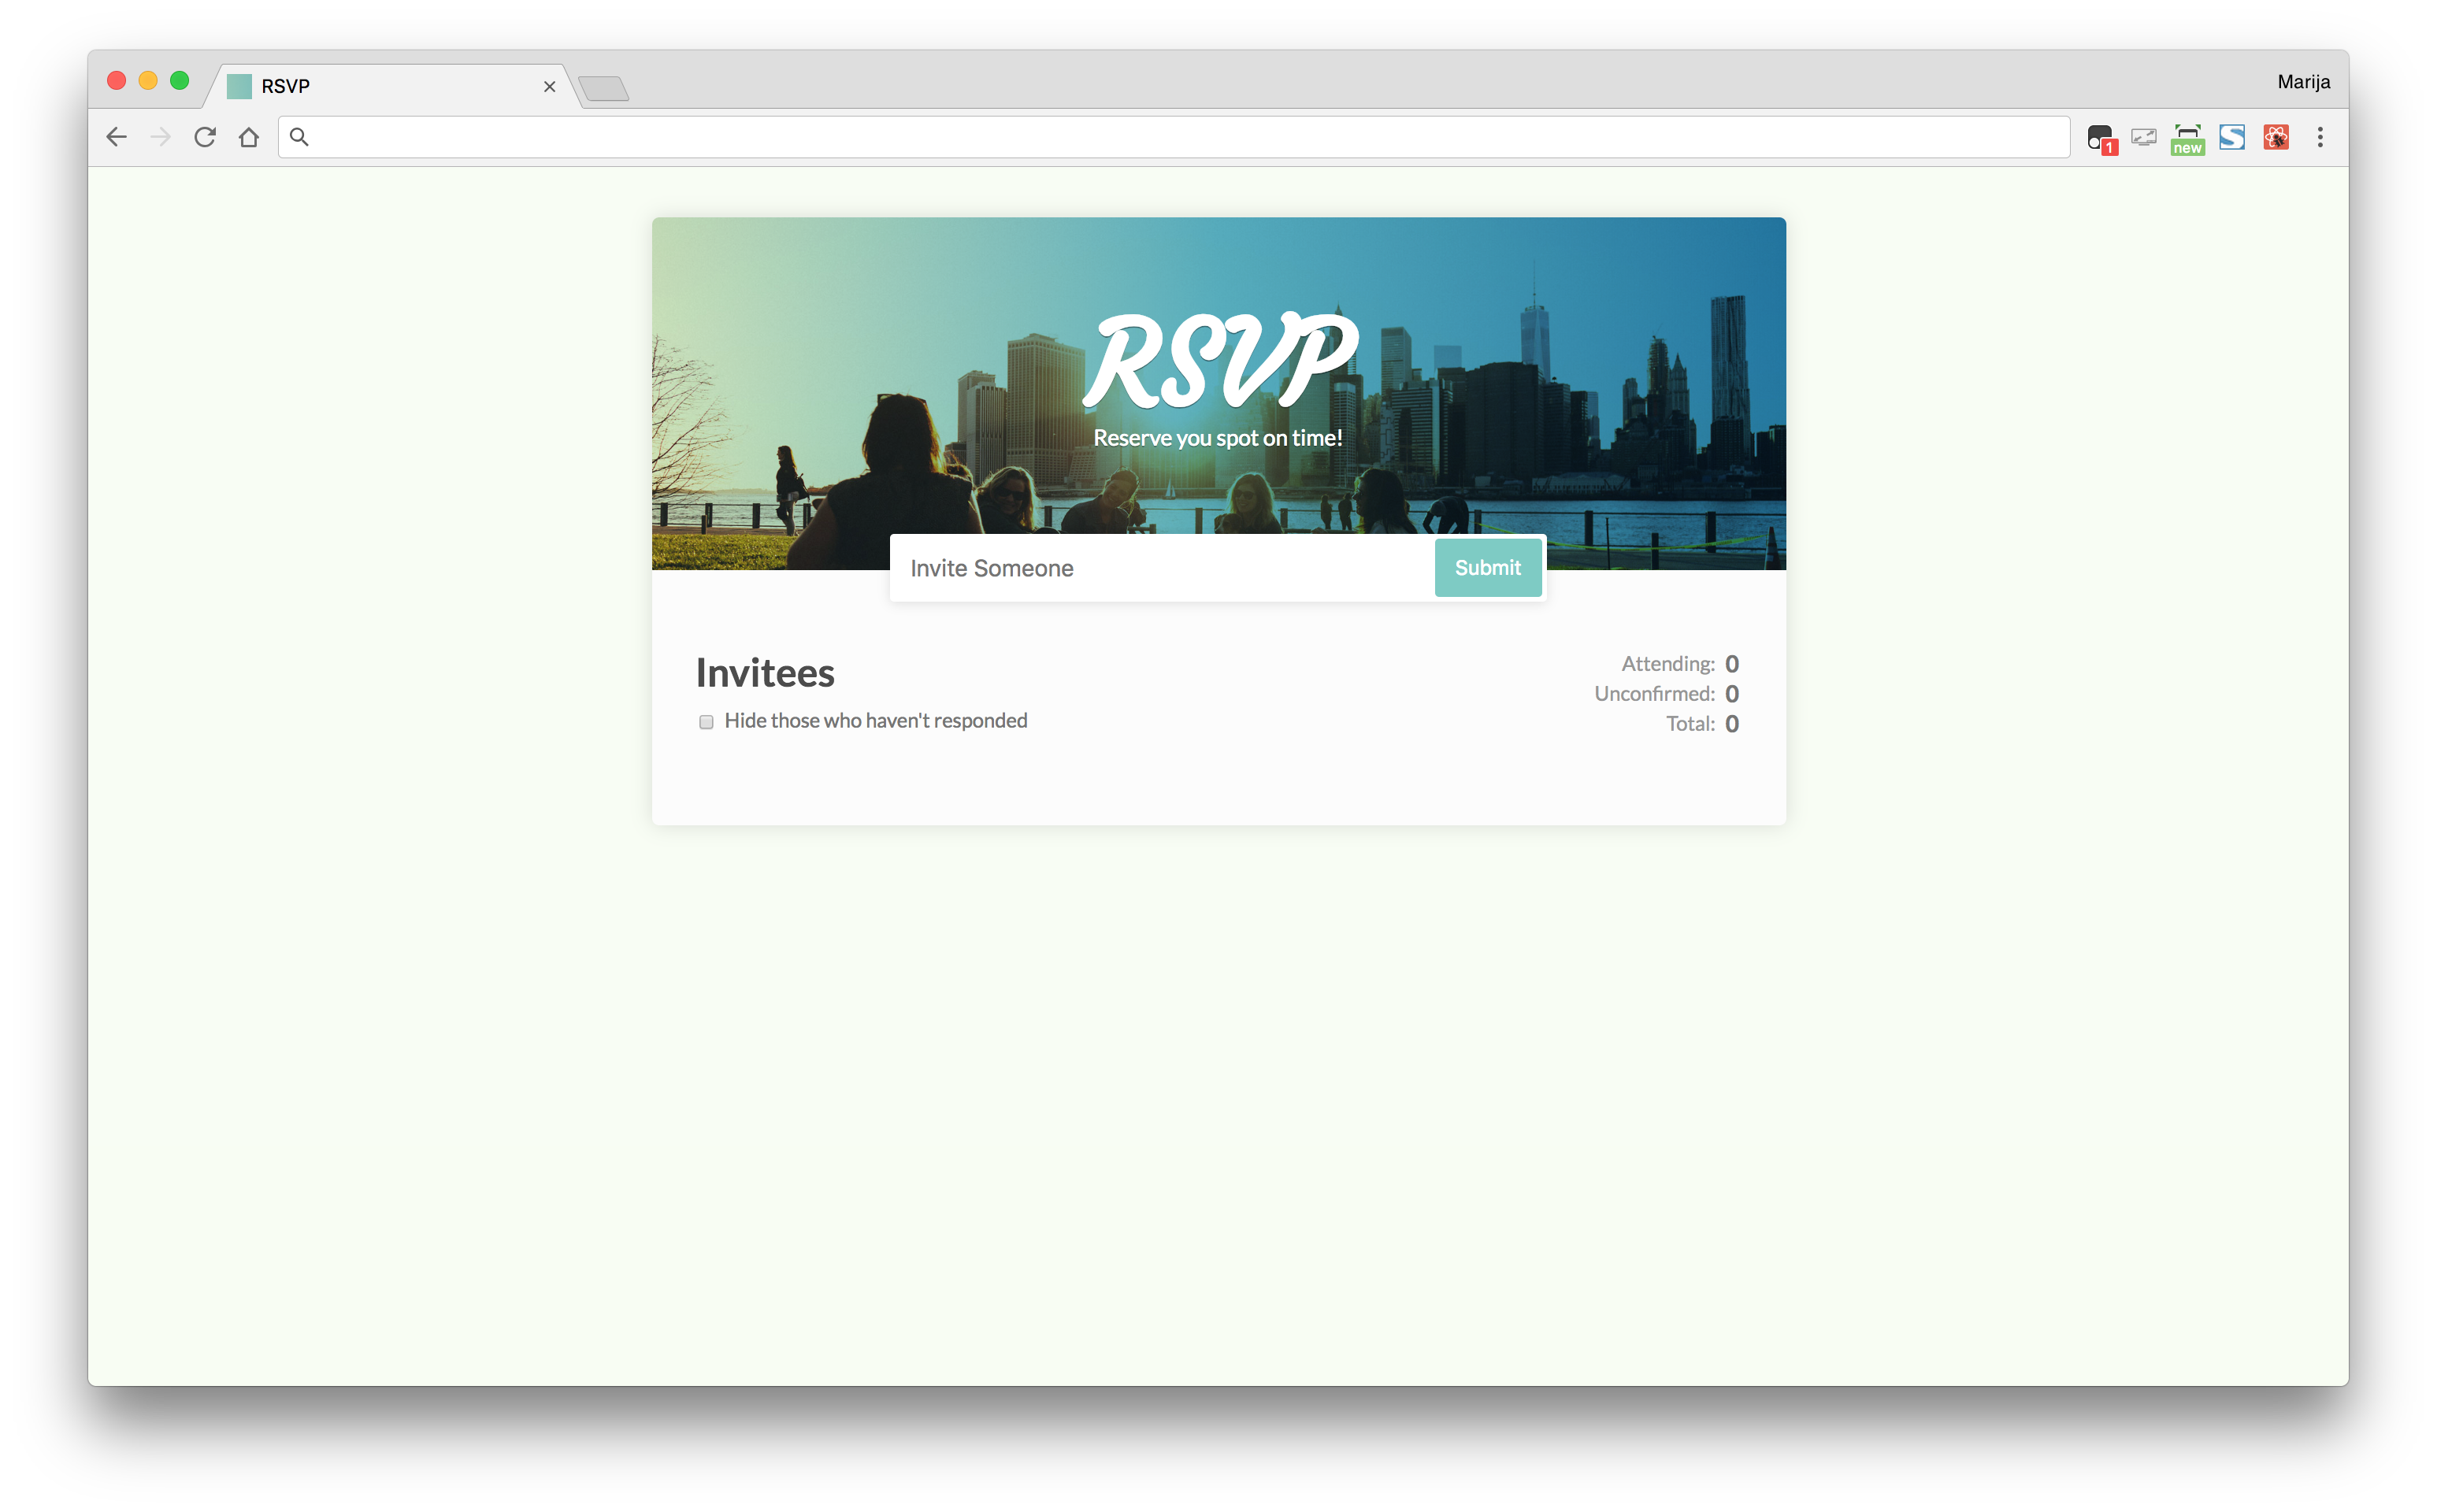 RSVP
Marija
1
new
S
RSVP
Reserve you spot on time!
Invite Someone
Submit
Invitees
Hide those who haven't responded
Attending: 0
Unconfirmed: 0
Total: 0